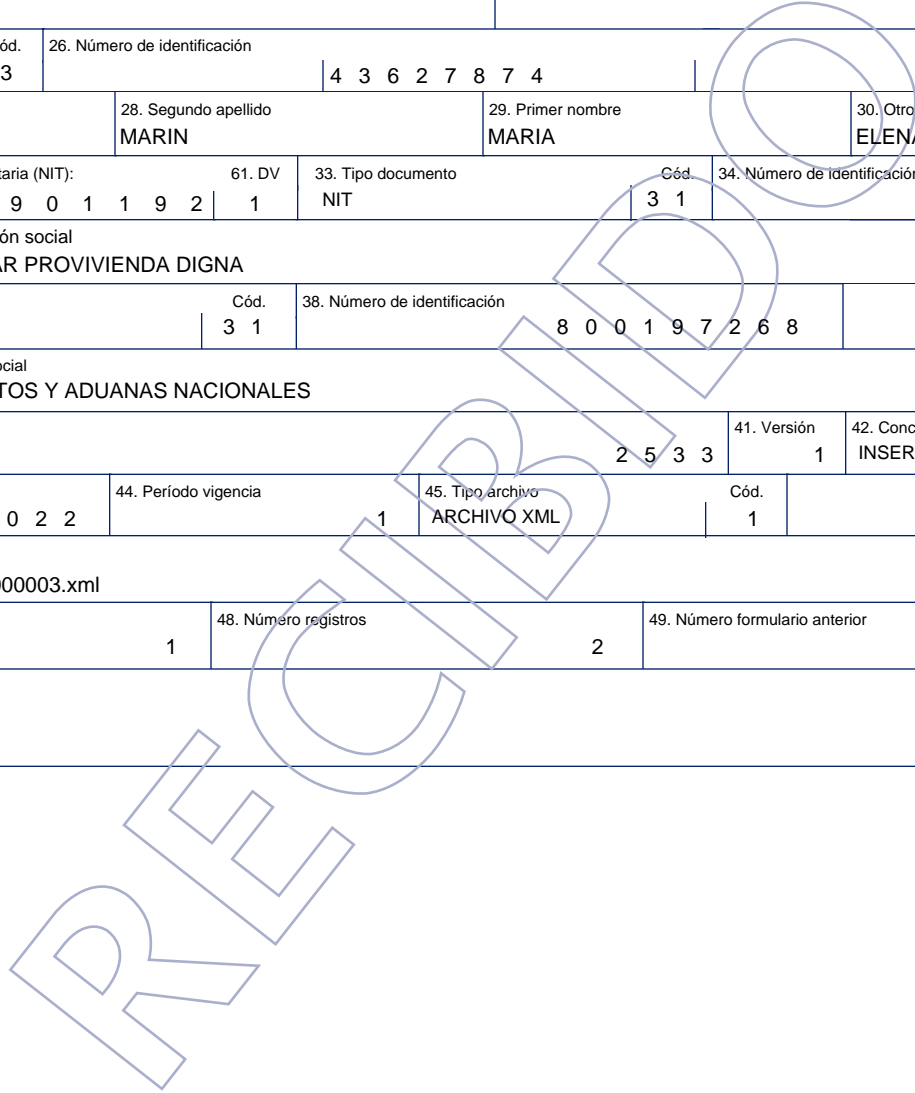 ód. 26. Número de identificación
3 4 3 6 2 7 8 7 4
28. Segundo apellido 29. Primer nombre 30. Otro
MARIN MARIA ELENA
taria (NIT): 61. DV 33. Tipo documento Cód. 34. Número de identificación
9 0 1 1 9 2 1 NIT 3 1
ón social
AR PROVIVIENDA DIGNA
Cód. 38. Número de identificación
3 1 8 0 0 1 9 7 2 6 8
ocial
TOS Y ADUANAS NACIONALES
41. Versión 42. Conc
2 5 3 3 1 INSER
44. Período vigencia 45. Tipo archivo Cód.
0 2 2 1 ARCHIVO XML 1
000003.xml
48. Número registros 49. Número formulario anterior
1 2
RECIBIDO